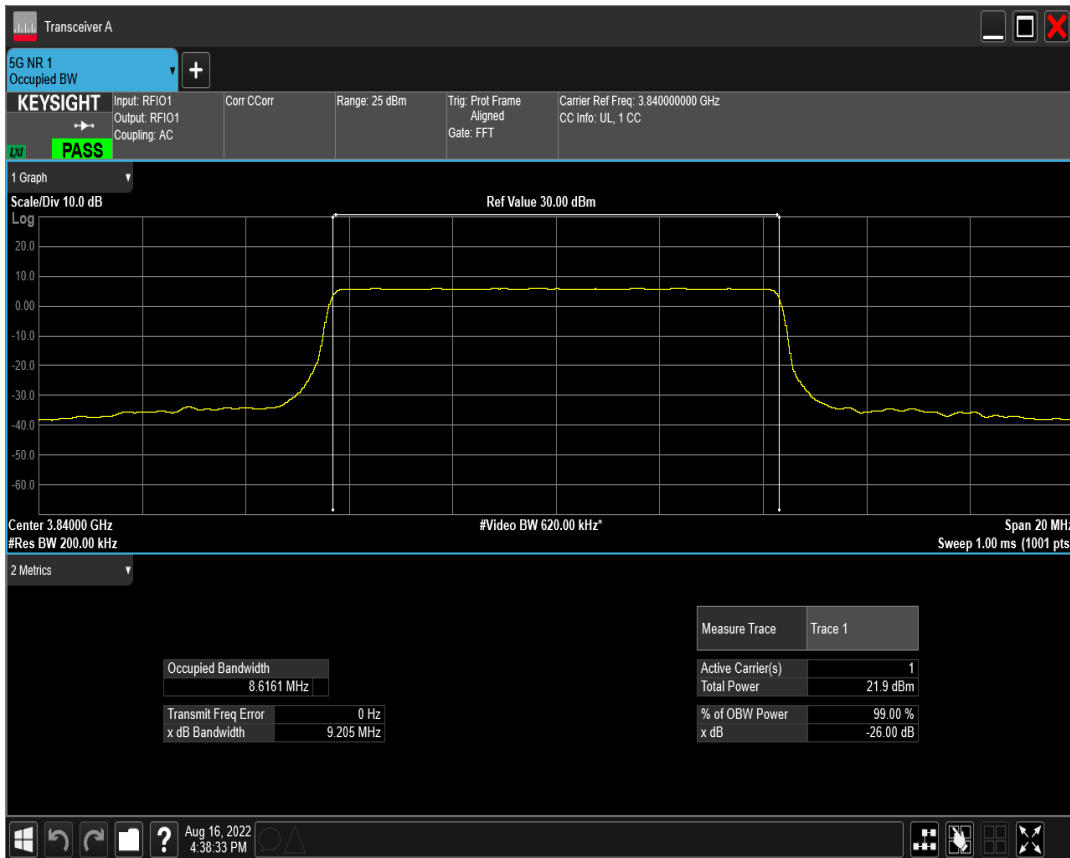 Transceiver A
5G NR 1
Occupied BW
+
KEYSIGHT
LXI
PASS
Input: RFIO1
Output: RFIO1
Coupling: AC
Corr CCorr
Range: 25 dBm
Trig: Prot Frame
Aligned
Gate: FFT
Carrier Ref Freq: 3.840000000 GHz
CC Info: UL, 1 CC
1 Graph
Scale/Div 10.0 dB
Ref Value 30.00 dBm
Log
20.0
10.0
0.00
-10.0
-20.0
-30.0
-40.0
-50.0
-60.0
Center 3.84000 GHz
#Video BW 620.00 kHz*
Span 20 MHz
#Res BW 200.00 kHz
Sweep 1.00 ms (1001 pts
2 Metrics
Measure Trace Trace 1
Occupied Bandwidth
8.6161 MHz
Active Carrier(s) 1
Total Power 21.9 dBm
Transmit Freq Error 0 Hz
x dB Bandwidth 9.205 MHz
% of OBW Power 99.00 %
x dB -26.00 dB
?
Aug 16, 2022
4:38:33 PM